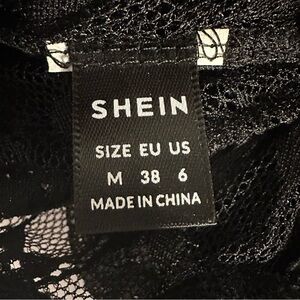 SHEIN
SIZE EU US
M 38 6
MADE IN CHINA